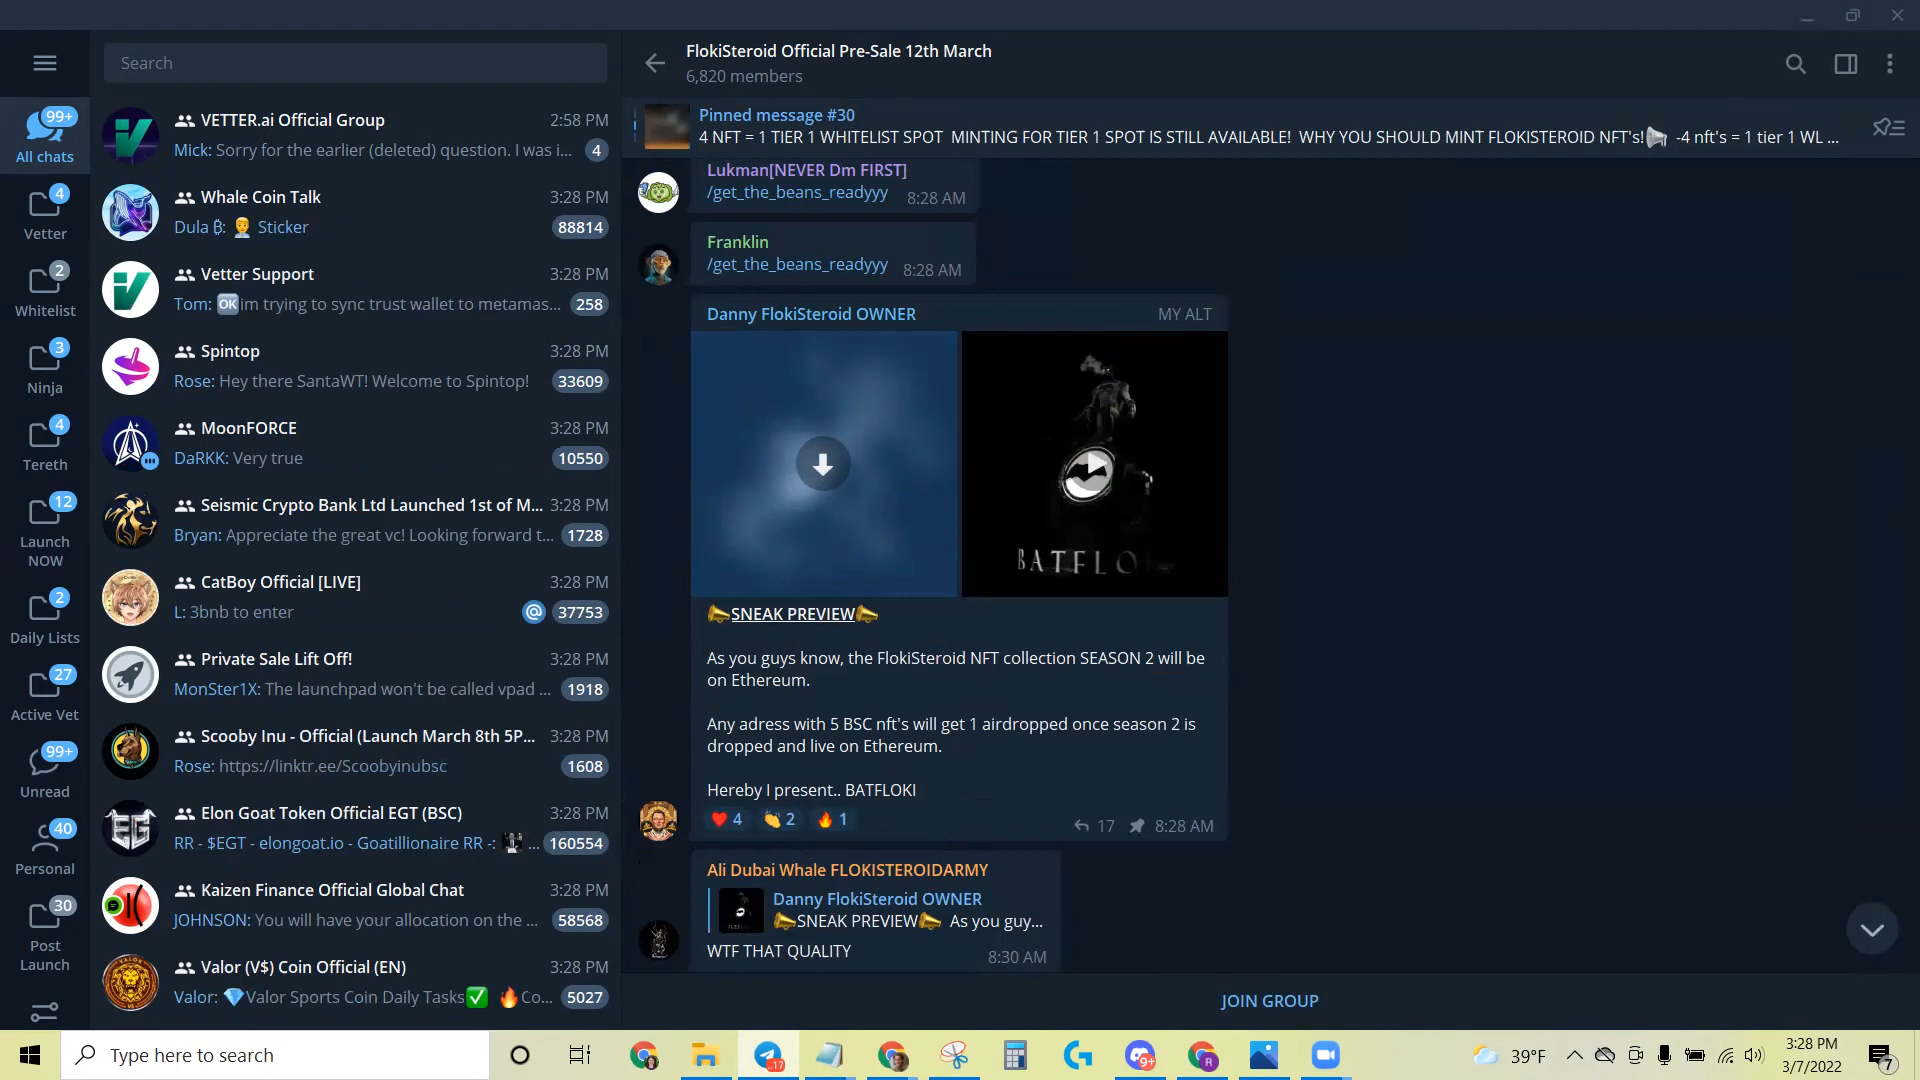 Search
FlokiSteroid Official Pre-Sale 12th March
6,820 members
Pinned message #30
4 NFT = 1 TIER 1 WHITELIST SPOT MINTING FOR TIER 1 SPOT IS STILL AVAILABLE! WHY YOU SHOULD MINT FLOKISTEROID NFT's! -4 nft's = 1 tier 1 WL ...
99+
All chats
4
Vetter
2
Whitelist
3
Ninja
4
Tereth
12
Launch
NOW
2
Daily Lists
27
Active Vet
99+
Unread
40
Personal
30
Post
Launch
VETTER.ai Official Group 2:58 PM
Mick: Sorry for the earlier (deleted) question. I was i... 4
Whale Coin Talk 3:28 PM
Dula ₿: Sticker 88814
Vetter Support 3:28 PM
Tom: 🆗im trying to sync trust wallet to metamas... 258
Spintop 3:28 PM
Rose: Hey there SantaWT! Welcome to Spintop! 33609
MoonFORCE 3:28 PM
DaRKK: Very true 10550
Seismic Crypto Bank Ltd Launched 1st of M... 3:28 PM
Bryan: Appreciate the great vc! Looking forward t... 1728
CatBoy Official [LIVE] 3:28 PM
L: 3bnb to enter @ 37753
Private Sale Lift Off! 3:28 PM
MonSter1X: The launchpad won't be called vpad ... 1918
Scooby Inu - Official (Launch March 8th 5P... 3:28 PM
Rose: https://linktr.ee/Scoobyinubsc 1608
Elon Goat Token Official EGT (BSC) 3:28 PM
RR - $EGT - elongoat.io - Goatillionaire RR -: ... 160554
Kaizen Finance Official Global Chat 3:28 PM
JOHNSON: You will have your allocation on the ... 58568
Valor (V$) Coin Official (EN) 3:28 PM
Valor: 💎Valor Sports Coin Daily Tasks✅ 🔥Co... 5027
Lukman[NEVER Dm FIRST]
/get_the_beans_readyyy 8:28 AM
Franklin
/get_the_beans_readyyy 8:28 AM
Danny FlokiSteroid OWNER MY ALT
BATFLO
SNEAK PREVIEW
As you guys know, the FlokiSteroid NFT collection SEASON 2 will be
on Ethereum.
Any adress with 5 BSC nft's will get 1 airdropped once season 2 is
dropped and live on Ethereum.
Hereby I present.. BATFLOKI
❤️ 4 👏 2 🔥 1 17 8:28 AM
Ali Dubai Whale FLOKISTEROIDARMY
Danny FlokiSteroid OWNER
SNEAK PREVIEW As you guy...
WTF THAT QUALITY 8:30 AM
JOIN GROUP
Type here to search
39°F
3:28 PM
3/7/2022
7